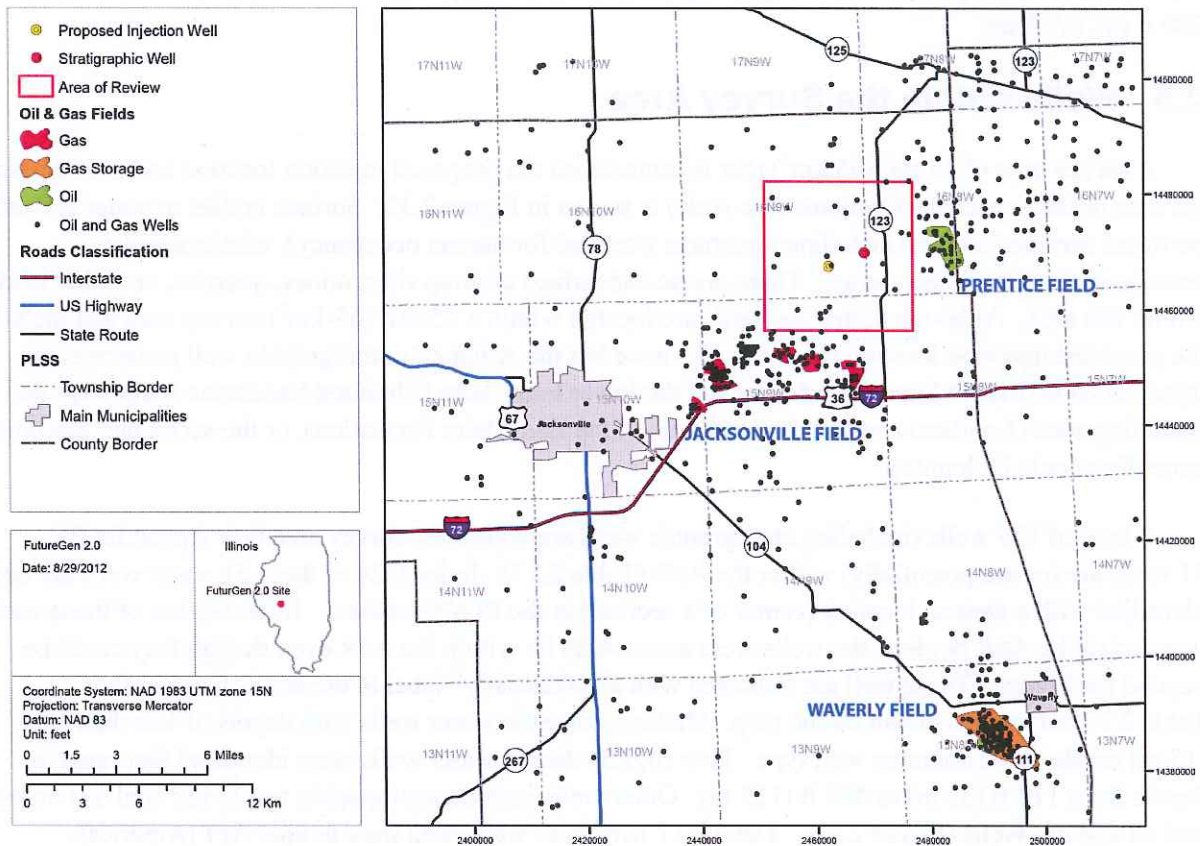 Proposed Injection Well
Stratigraphic Well
Area of Review
Oil & Gas Fields
Gas
Gas Storage
Oil
Oil and Gas Wells
Roads Classification
Interstate
US Highway
State Route
PLSS
Township Border
Main Municipalities
County Border
FutureGen 2.0
Date: 8/29/2012
Illinois
FuturGen 2.0 Site
Coordinate System: NAD 1983 UTM zone 15N
Projection: Transverse Mercator
Datum: NAD 83
Unit: feet
0 1.5 3 6 Miles
0 3 6 12 Km
17N11W
17N10W
17N9W
125
17N8W
123
17N7W
14500000
16N11W
16N10W
78
16N9W
123
16N8W
16N7W
14480000
PRENTICE FIELD
14460000
15N11W
67
15N10W
Jacksonville
15N9W
36
72
15N8W
15N7W
JACKSONVILLE FIELD
14440000
72
104
14420000
14N11W
14N10W
14N9W
14N8W
14N7W
14400000
WAVERLY FIELD
Waverly
13N11W
267
13N10W
13N9W
13N8
111
13N7W
14380000
2400000
2420000
2440000
2460000
2480000
2500000